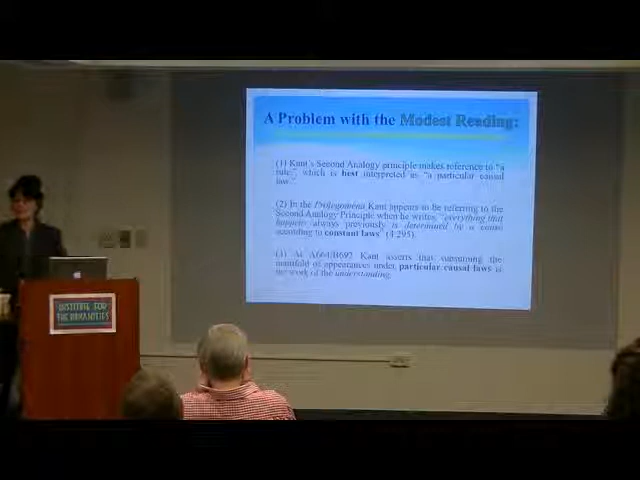 A Problem with the Modest Reading:
(1) Kant's Second Analogy principle makes reference to "a
rule," which is best interpreted as "a particular causal
law."
(2) In the Prolegomena Kant appears to be referring to the
Second Analogy Principle when he writes, "everything that
happens always previously is determined by a cause
according to constant laws" (4:295).
(3) At A664/B692 Kant asserts that subsuming the
manifold of appearances under particular causal laws is
the work of the understanding.
INSTITUTE FOR
THE HUMANITIES